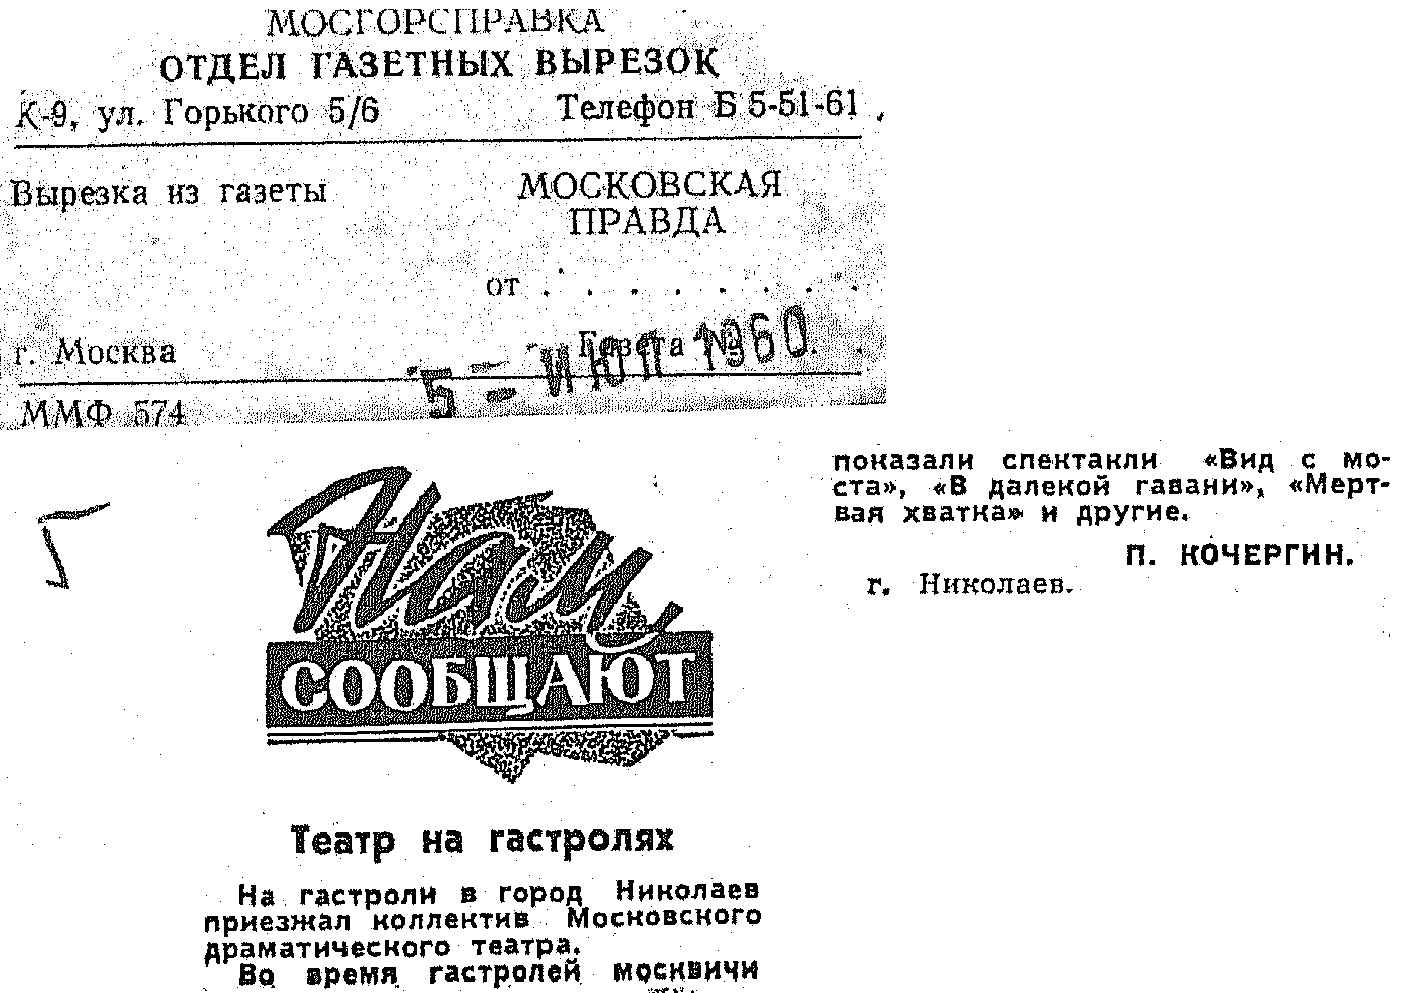 МОСГОРСПРАВКА
ОТДЕЛ ГАЗЕТНЫХ ВЫРЕЗОК
К-9, ул. Горького 5/6 Телефон Б 5-51-61
Вырезка из газеты МОСКОВСКАЯ
ПРАВДА
от . . . . . . . .
г. Москва Газета №
5 - ИЮЛ 1960
ММФ 574
Нам
СООБЩАЮТ
Театр на гастролях
На гастроли в город Николаев
приезжал коллектив Московского
драматического театра.
Во время гастролей москвичи
показали спектакли «Вид с мо-
ста», «В далекой гавани», «Мерт-
вая хватка» и другие.
П. КОЧЕРГИН.
г. Николаев.